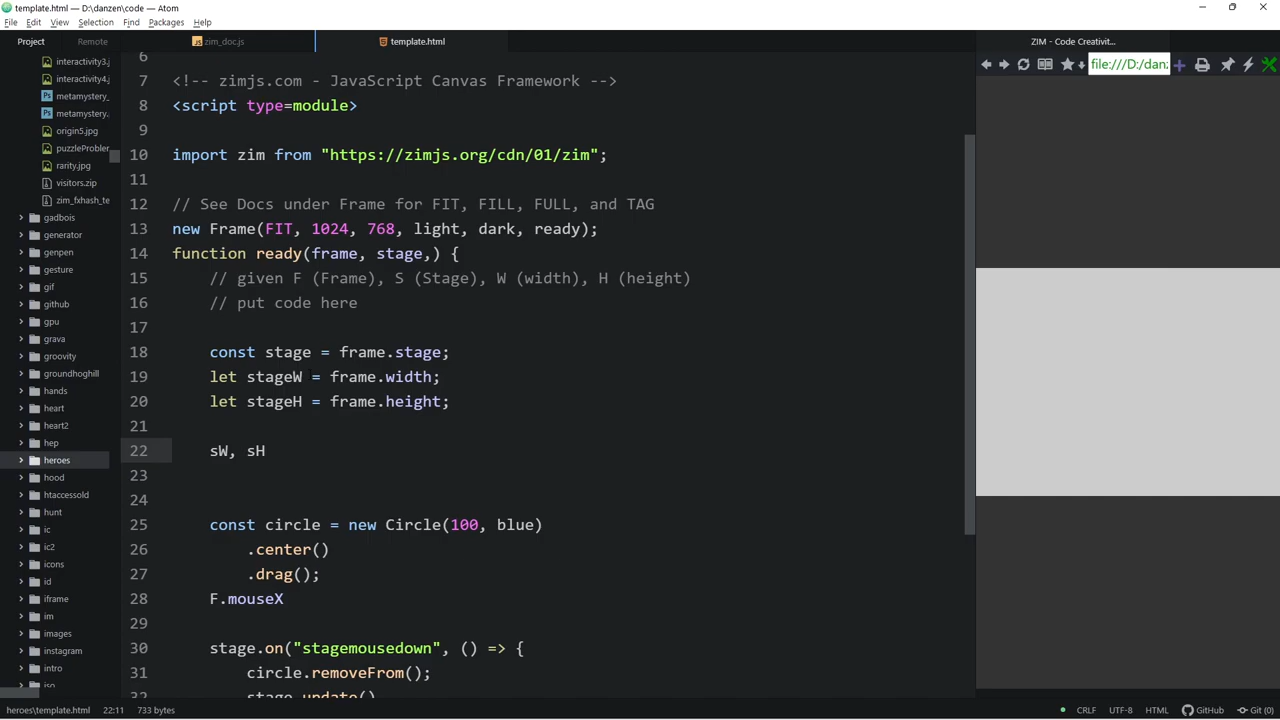 template.html — D:\danzen\code — Atom
File Edit View Selection Find Packages Help
Project Remote zim_doc.js template.html ZIM - Code Creativit...
file:///D:/danz
interactivity3.j
interactivity4.j
metamystery_
metamystery.
origin5.jpg
puzzleProbler
rarity.jpg
visitors.zip
zim_fxhash_te
gadbois
generator
genpen
gesture
gif
github
gpu
grava
groovity
groundhoghill
hands
heart
heart2
hep
heroes
hood
htaccessold
hunt
ic
ic2
icons
id
iframe
im
images
instagram
intro
iso
6
7 <!-- zimjs.com - JavaScript Canvas Framework -->
8 <script type=module>
9
10 import zim from "https://zimjs.org/cdn/01/zim";
11
12 // See Docs under Frame for FIT, FILL, FULL, and TAG
13 new Frame(FIT, 1024, 768, light, dark, ready);
14 function ready(frame, stage,) {
15 // given F (Frame), S (Stage), W (width), H (height)
16 // put code here
17
18 const stage = frame.stage;
19 let stageW = frame.width;
20 let stageH = frame.height;
21
22 sW, sH
23
24
25 const circle = new Circle(100, blue)
26 .center()
27 .drag();
28 F.mouseX
29
30 stage.on("stagemousedown", () => {
31 circle.removeFrom();
32 stage.update()
heroes\template.html 22:11 733 bytes CRLF UTF-8 HTML GitHub Git (0)